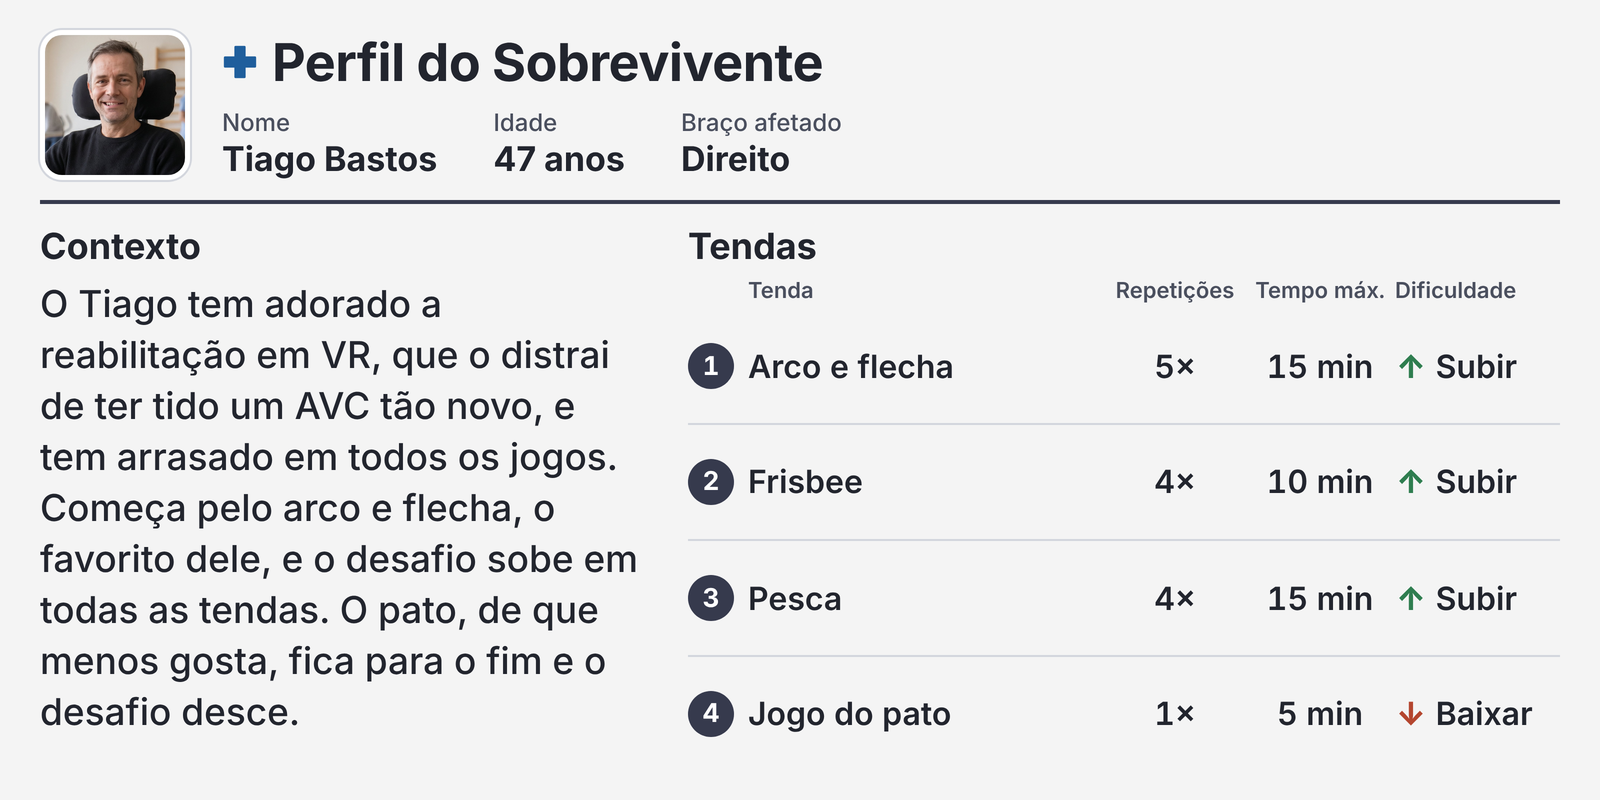 Perfil do Sobrevivente
Nome
Idade
Braço afetado
Tiago Bastos
47 anos
Direito
Contexto
O Tiago tem adorado a
reabilitação em VR, que o distrai
de ter tido um AVC tão novo, e
tem arrasado em todos os jogos.
Começa pelo arco e flecha, o
favorito dele, e o desafio sobe em
todas as tendas. O pato, de que
menos gosta, fica para o fim e o
desafio desce.
Tendas
Tenda Repetições Tempo máx. Dificuldade
1 Arco e flecha 5× 15 min ↑ Subir
2 Frisbee 4× 10 min ↑ Subir
3 Pesca 4× 15 min ↑ Subir
4 Jogo do pato 1× 5 min ↓ Baixar